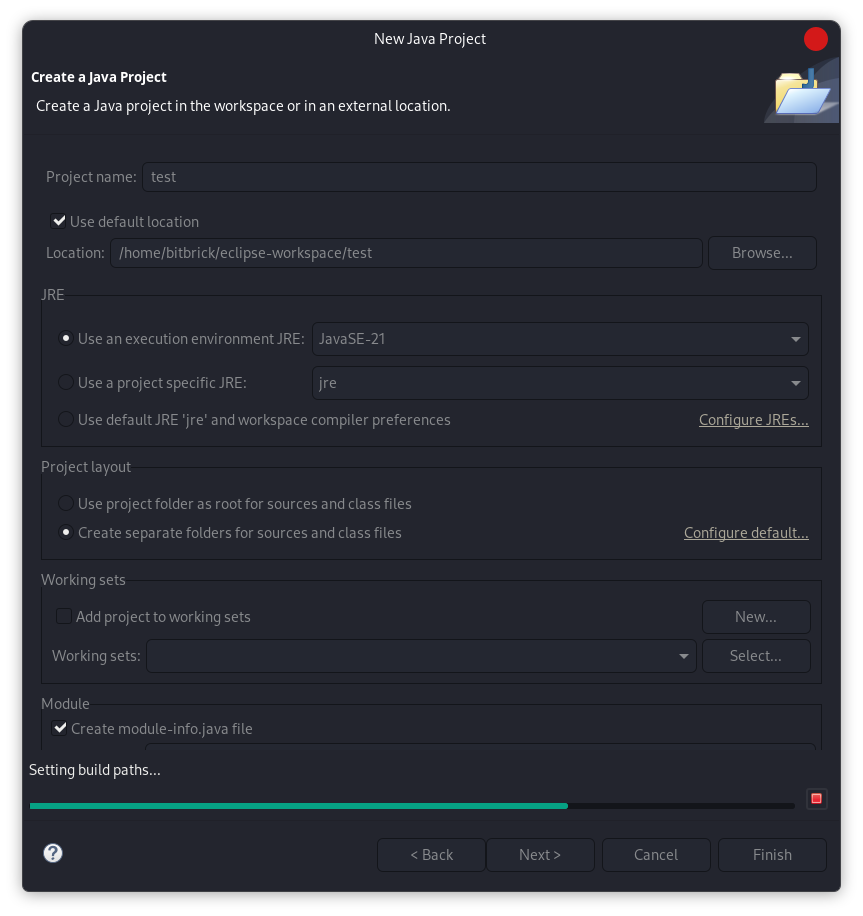 New Java Project
Create a Java Project
Create a Java project in the workspace or in an external location.
Project name: test
Use default location
Location: /home/bitbrick/eclipse-workspace/test Browse...
JRE
Use an execution environment JRE: JavaSE-21
Use a project specific JRE: jre
Use default JRE 'jre' and workspace compiler preferences Configure JREs...
Project layout
Use project folder as root for sources and class files
Create separate folders for sources and class files Configure default...
Working sets
Add project to working sets New...
Working sets: Select...
Module
Create module-info.java file
Setting build paths...
? < Back Next > Cancel Finish